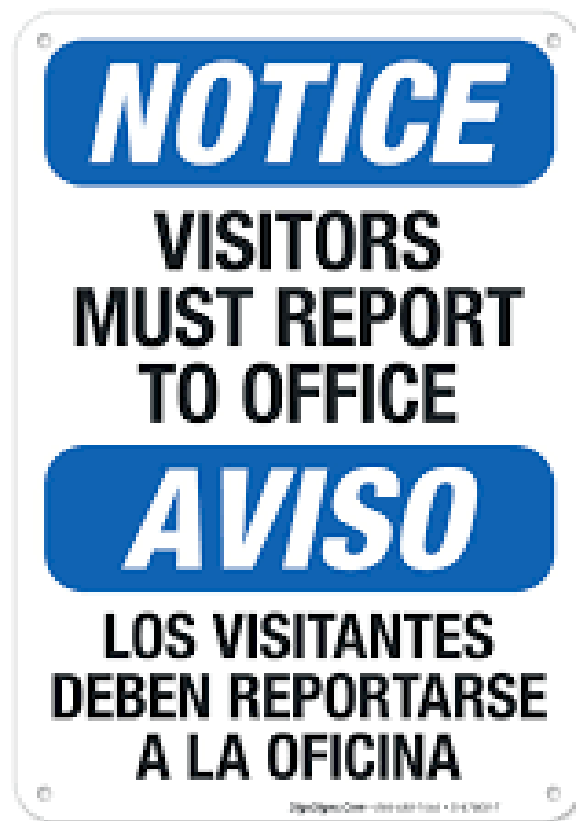 NOTICE
VISITORS
MUST REPORT
TO OFFICE
AVISO
LOS VISITANTES
DEBEN REPORTARSE
A LA OFICINA